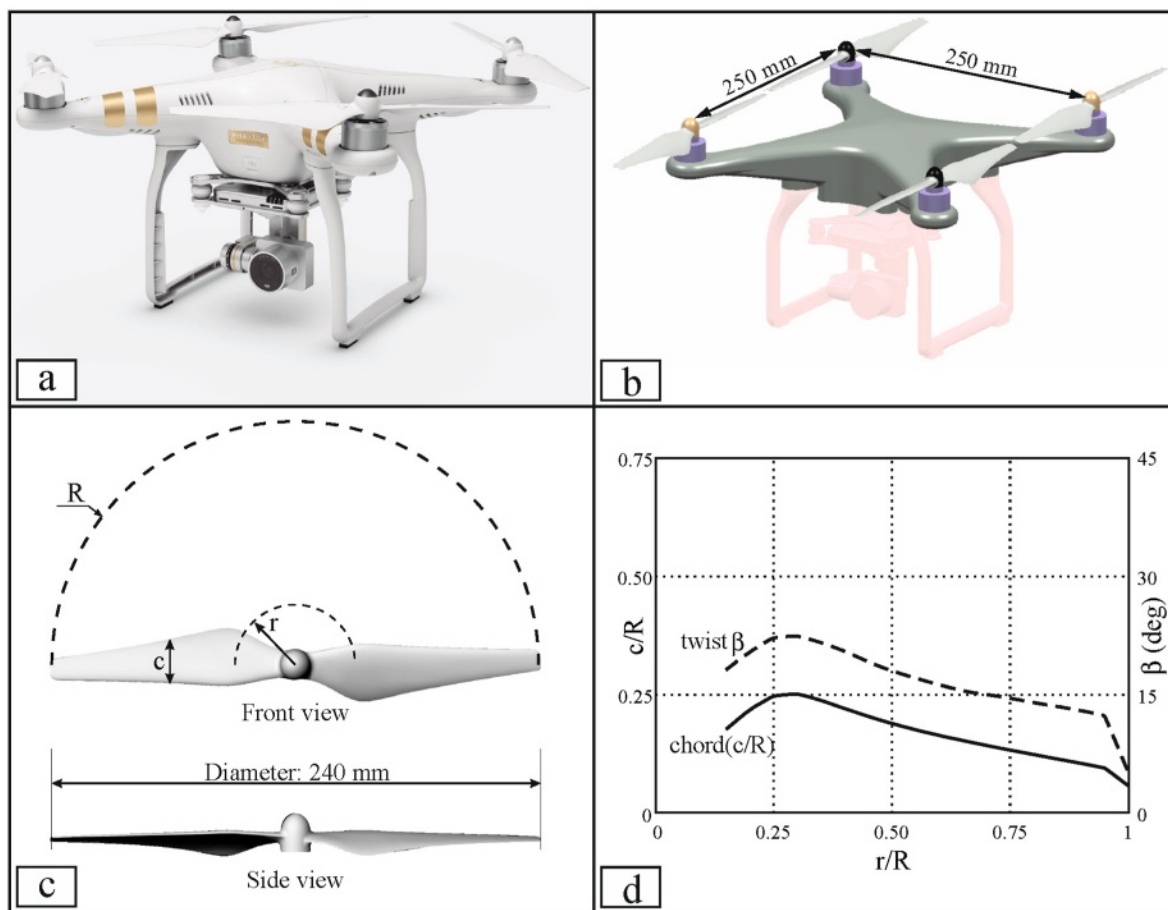 a
250 mm
250 mm
b
R
r
c
Front view
Diameter: 240 mm
Side view
c
0.75
0.50
0.25
0
c/R
45
30
15
0
β (deg)
twist β
chord(c/R)
0
0.25
0.50
0.75
1
r/R
d